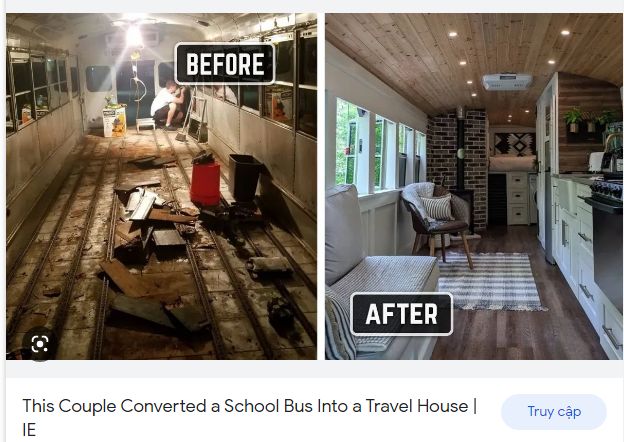 BEFORE
AFTER
This Couple Converted a School Bus Into a Travel House |
IE
Truy cập